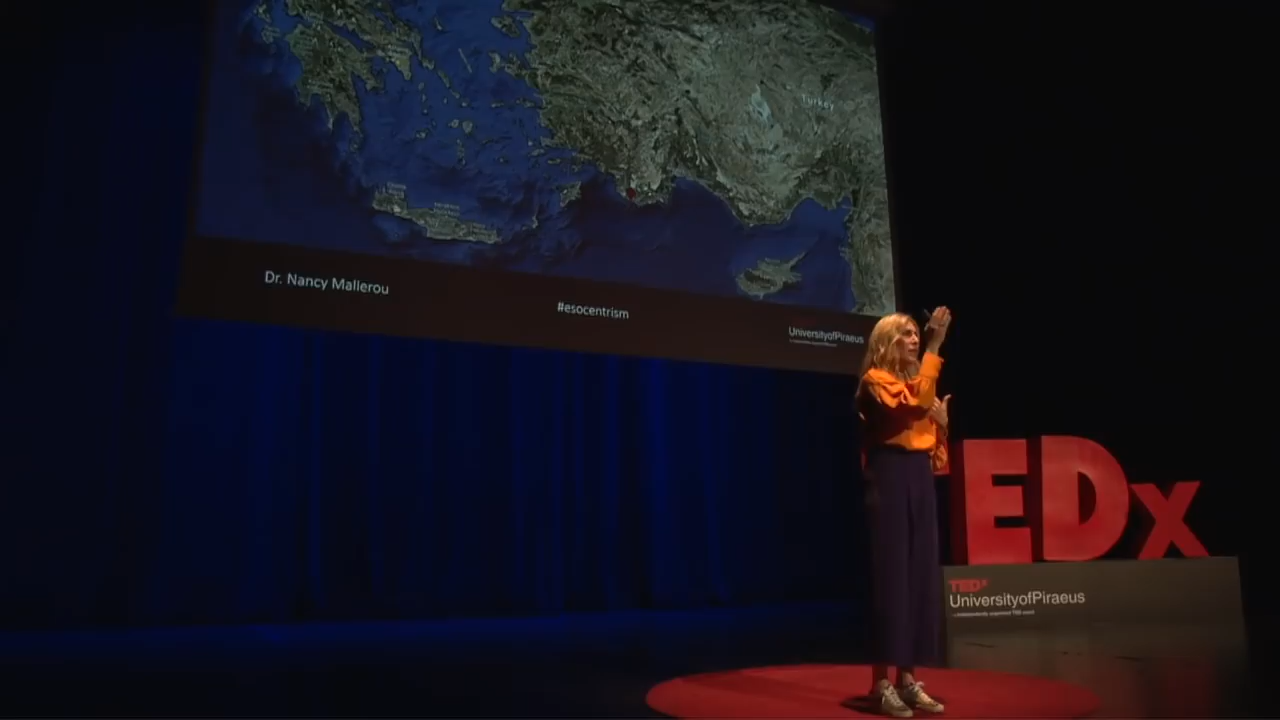 Turkey
Dr. Nancy Mallerou
#esocentrism
UniversityofPiraeus
TEDx
TEDx
UniversityofPiraeus